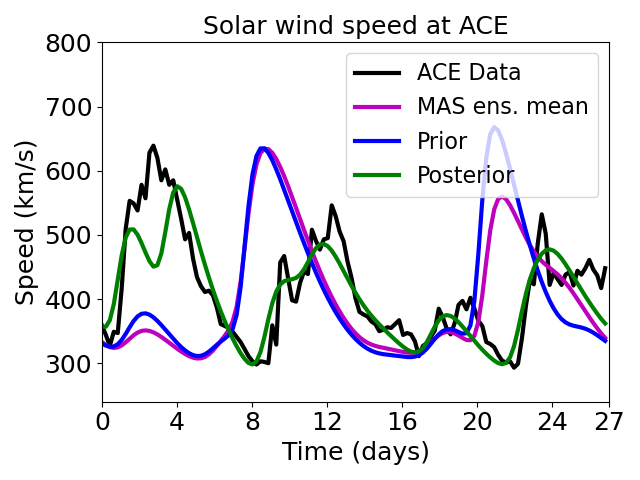 Solar wind speed at ACE
800
700
600
500
400
300
Speed (km/s)
ACE Data
MAS ens. mean
Prior
Posterior
0
4
8
12
16
20
24
27
Time (days)